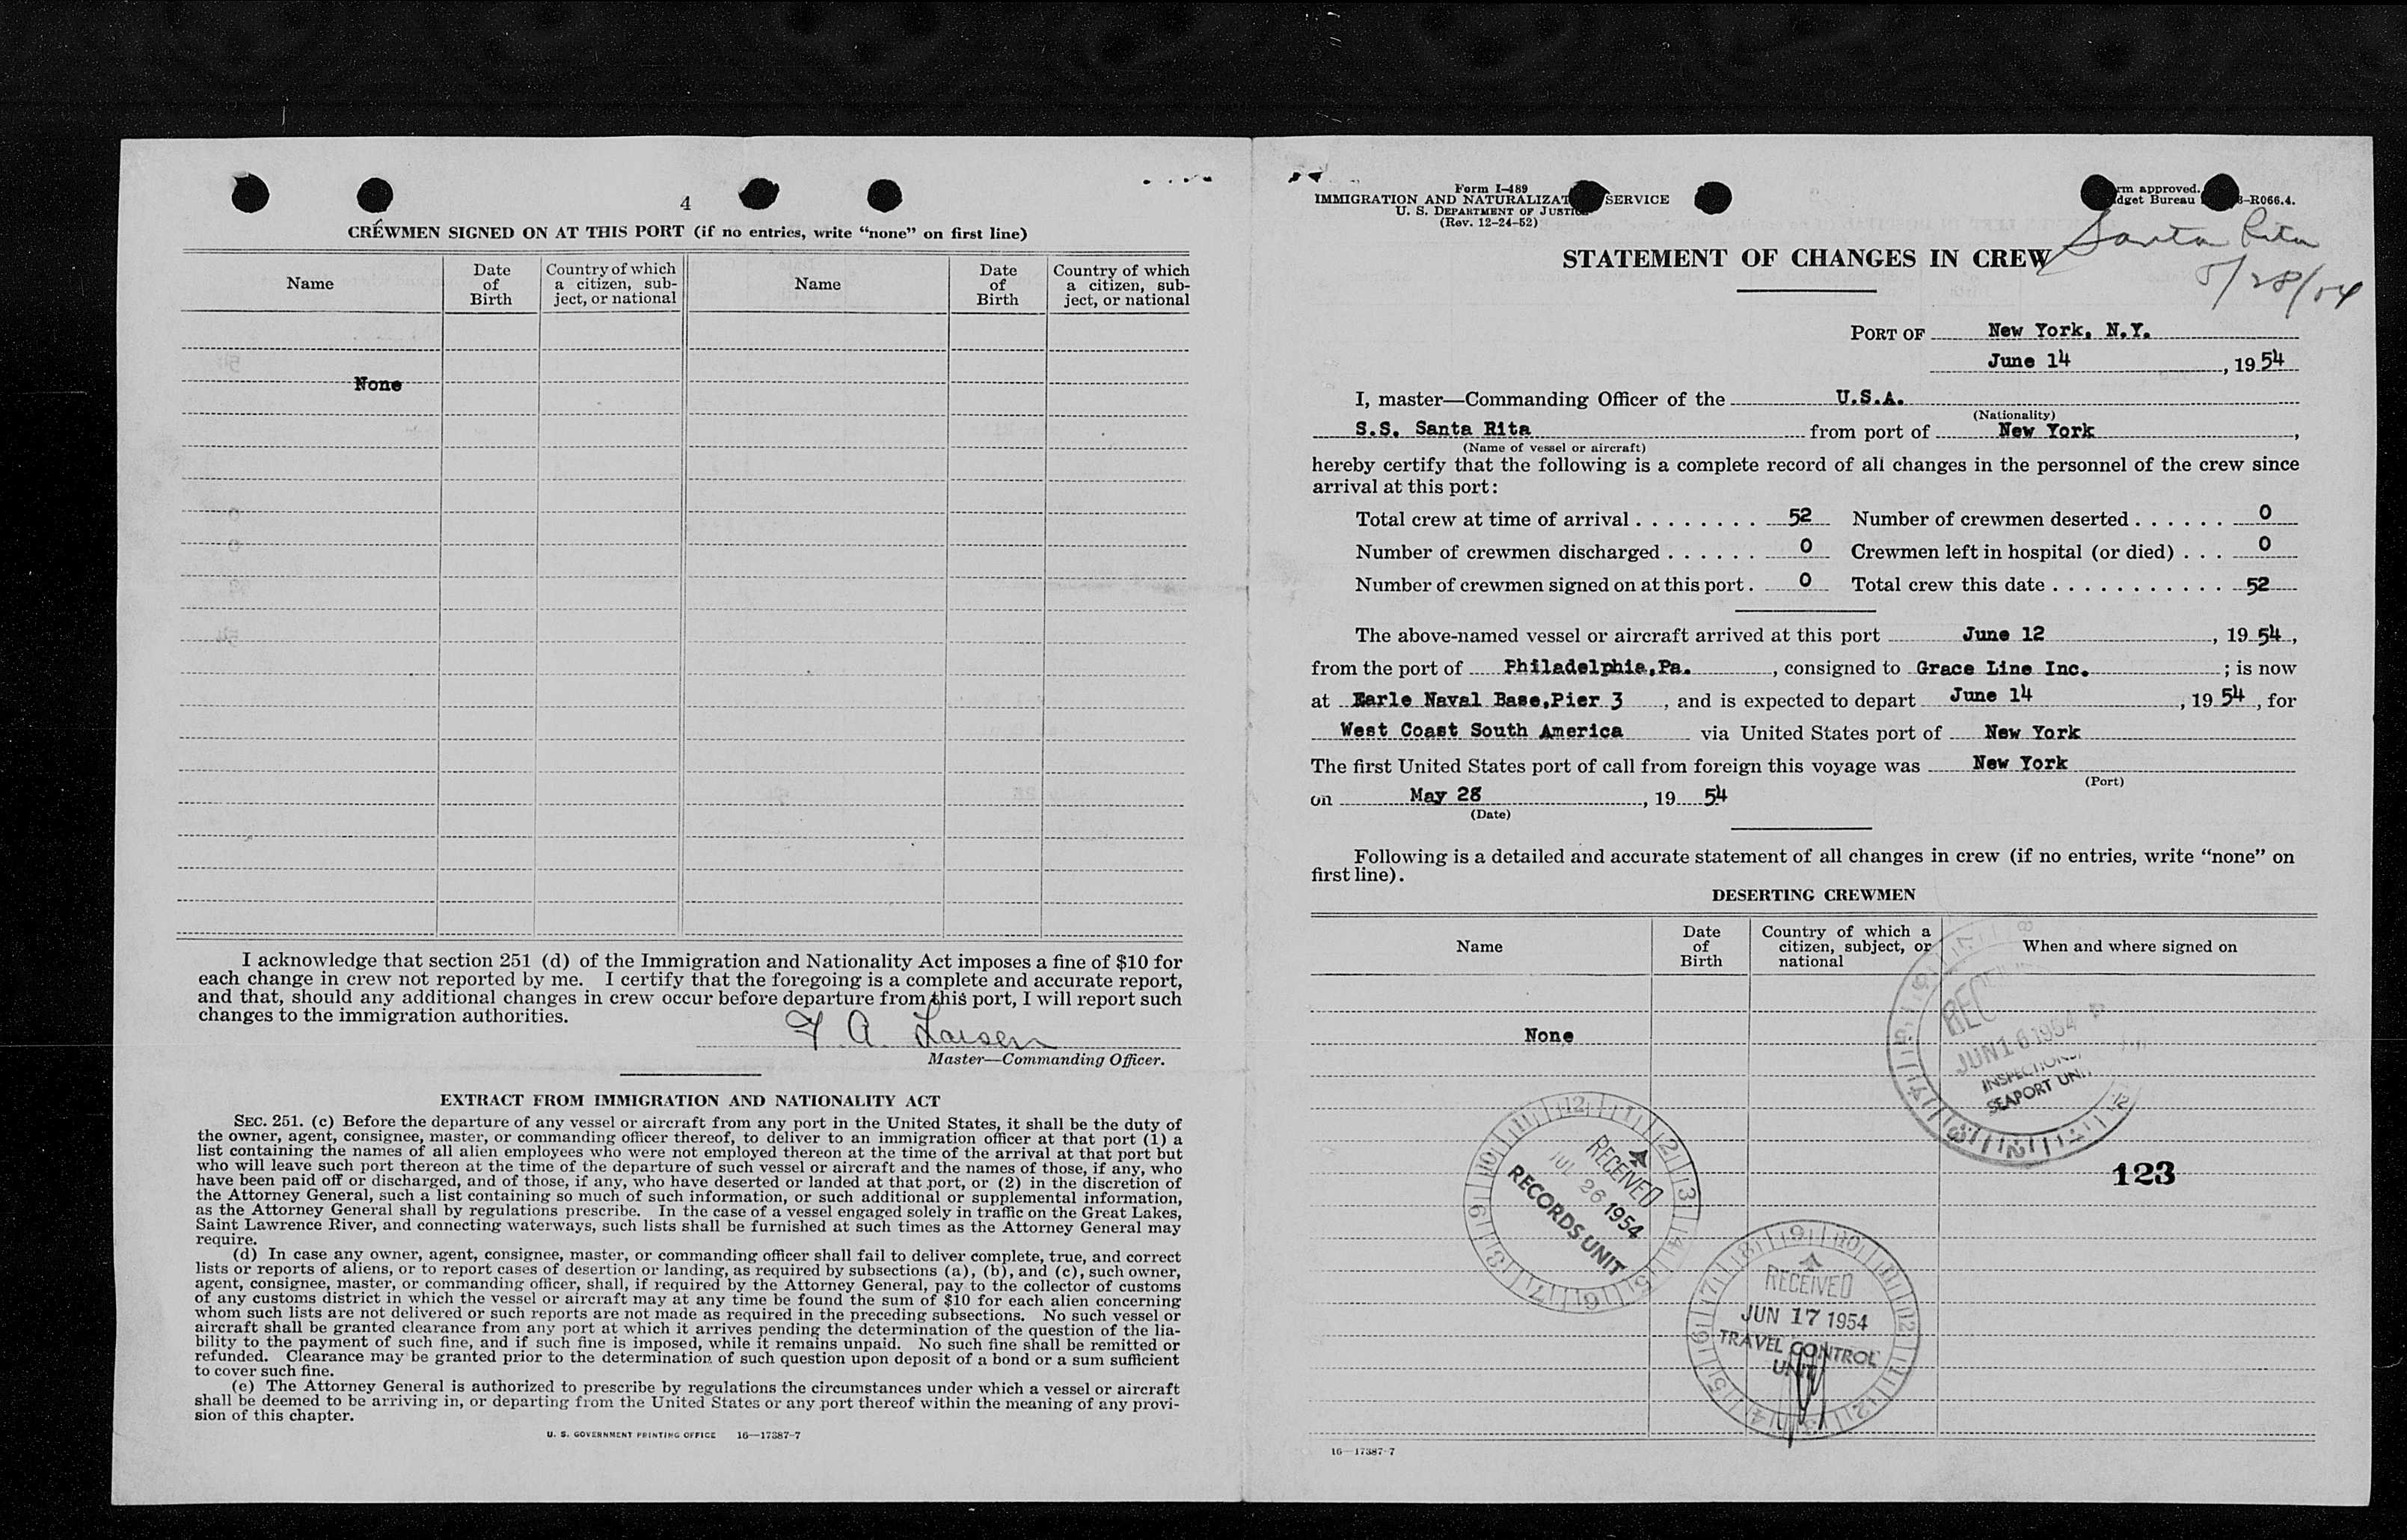 4
CREWMEN SIGNED ON AT THIS PORT (if no entries, write “none” on first line)
Name Date of Birth Country of which a citizen, subject, or national Name Date of Birth Country of which a citizen, subject, or national
None
I acknowledge that section 251 (d) of the Immigration and Nationality Act imposes a fine of $10 for
each change in crew not reported by me. I certify that the foregoing is a complete and accurate report,
and that, should any additional changes in crew occur before departure from this port, I will report such
changes to the immigration authorities.
F. A. Larsen
Master—Commanding Officer.
EXTRACT FROM IMMIGRATION AND NATIONALITY ACT
SEC. 251. (c) Before the departure of any vessel or aircraft from any port in the United States, it shall be the duty of
the owner, agent, consignee, master, or commanding officer thereof, to deliver to an immigration officer at that port (1) a
list containing the names of all alien employees who were not employed thereon at the time of the arrival at that port but
who will leave such port thereon at the time of the departure of such vessel or aircraft and the names of those, if any, who
have been paid off or discharged, and of those, if any, who have deserted or landed at that port, or (2) in the discretion of
the Attorney General, such a list containing so much of such information, or such additional or supplemental information,
as the Attorney General shall by regulations prescribe. In the case of a vessel engaged solely in traffic on the Great Lakes,
Saint Lawrence River, and connecting waterways, such lists shall be furnished at such times as the Attorney General may
require.
(d) In case any owner, agent, consignee, master, or commanding officer shall fail to deliver complete, true, and correct
lists or reports of aliens, or to report cases of desertion or landing, as required by subsections (a), (b), and (c), such owner,
agent, consignee, master, or commanding officer, shall, if required by the Attorney General, pay to the collector of customs
of any customs district in which the vessel or aircraft may at any time be found the sum of $10 for each alien concerning
whom such lists are not delivered or such reports are not made as required in the preceding subsections. No such vessel or
aircraft shall be granted clearance from any port at which it arrives pending the determination of the question of the lia-
bility to the payment of such fine, and if such fine is imposed, while it remains unpaid. No such fine shall be remitted or
refunded. Clearance may be granted prior to the determination of such question upon deposit of a bond or a sum sufficient
to cover such fine.
(e) The Attorney General is authorized to prescribe by regulations the circumstances under which a vessel or aircraft
shall be deemed to be arriving in, or departing from the United States or any port thereof within the meaning of any provi-
sion of this chapter.
U. S. GOVERNMENT PRINTING OFFICE 16—17387-7
Form I-489
IMMIGRATION AND NATURALIZAT SERVICE
U. S. DEPARTMENT OF JUSTICE
(Rev. 12-24-52)
rm approved.
dget Bureau -R066.4.
Santa Rita
5/28/54
STATEMENT OF CHANGES IN CREW
PORT OF New York, N.Y.
June 14, 1954
I, master—Commanding Officer of the U.S.A.
(Nationality)
S.S. Santa Rita from port of New York,
(Name of vessel or aircraft)
hereby certify that the following is a complete record of all changes in the personnel of the crew since
arrival at this port:
Total crew at time of arrival . . . . . . . . 52 Number of crewmen deserted . . . . . . 0
Number of crewmen discharged . . . . . . 0 Crewmen left in hospital (or died) . . . 0
Number of crewmen signed on at this port . 0 Total crew this date . . . . . . . . . . . 52
The above-named vessel or aircraft arrived at this port June 12, 1954,
from the port of Philadelphia,Pa., consigned to Grace Line Inc. ; is now
at Earle Naval Base,Pier 3, and is expected to depart June 14, 1954, for
West Coast South America via United States port of New York
The first United States port of call from foreign this voyage was New York
(Port)
on May 28, 19 54
(Date)
Following is a detailed and accurate statement of all changes in crew (if no entries, write “none” on
first line).
DESERTING CREWMEN
Name Date of Birth Country of which a citizen, subject, or national When and where signed on
None
JUN 16 1954
INSPECTIONS
SEAPORT UNIT
RECEIVED
JUL 26 1954
RECORDS UNIT
123
RECEIVED
JUN 17 1954
TRAVEL CONTROL
UNIT
16—17387-7